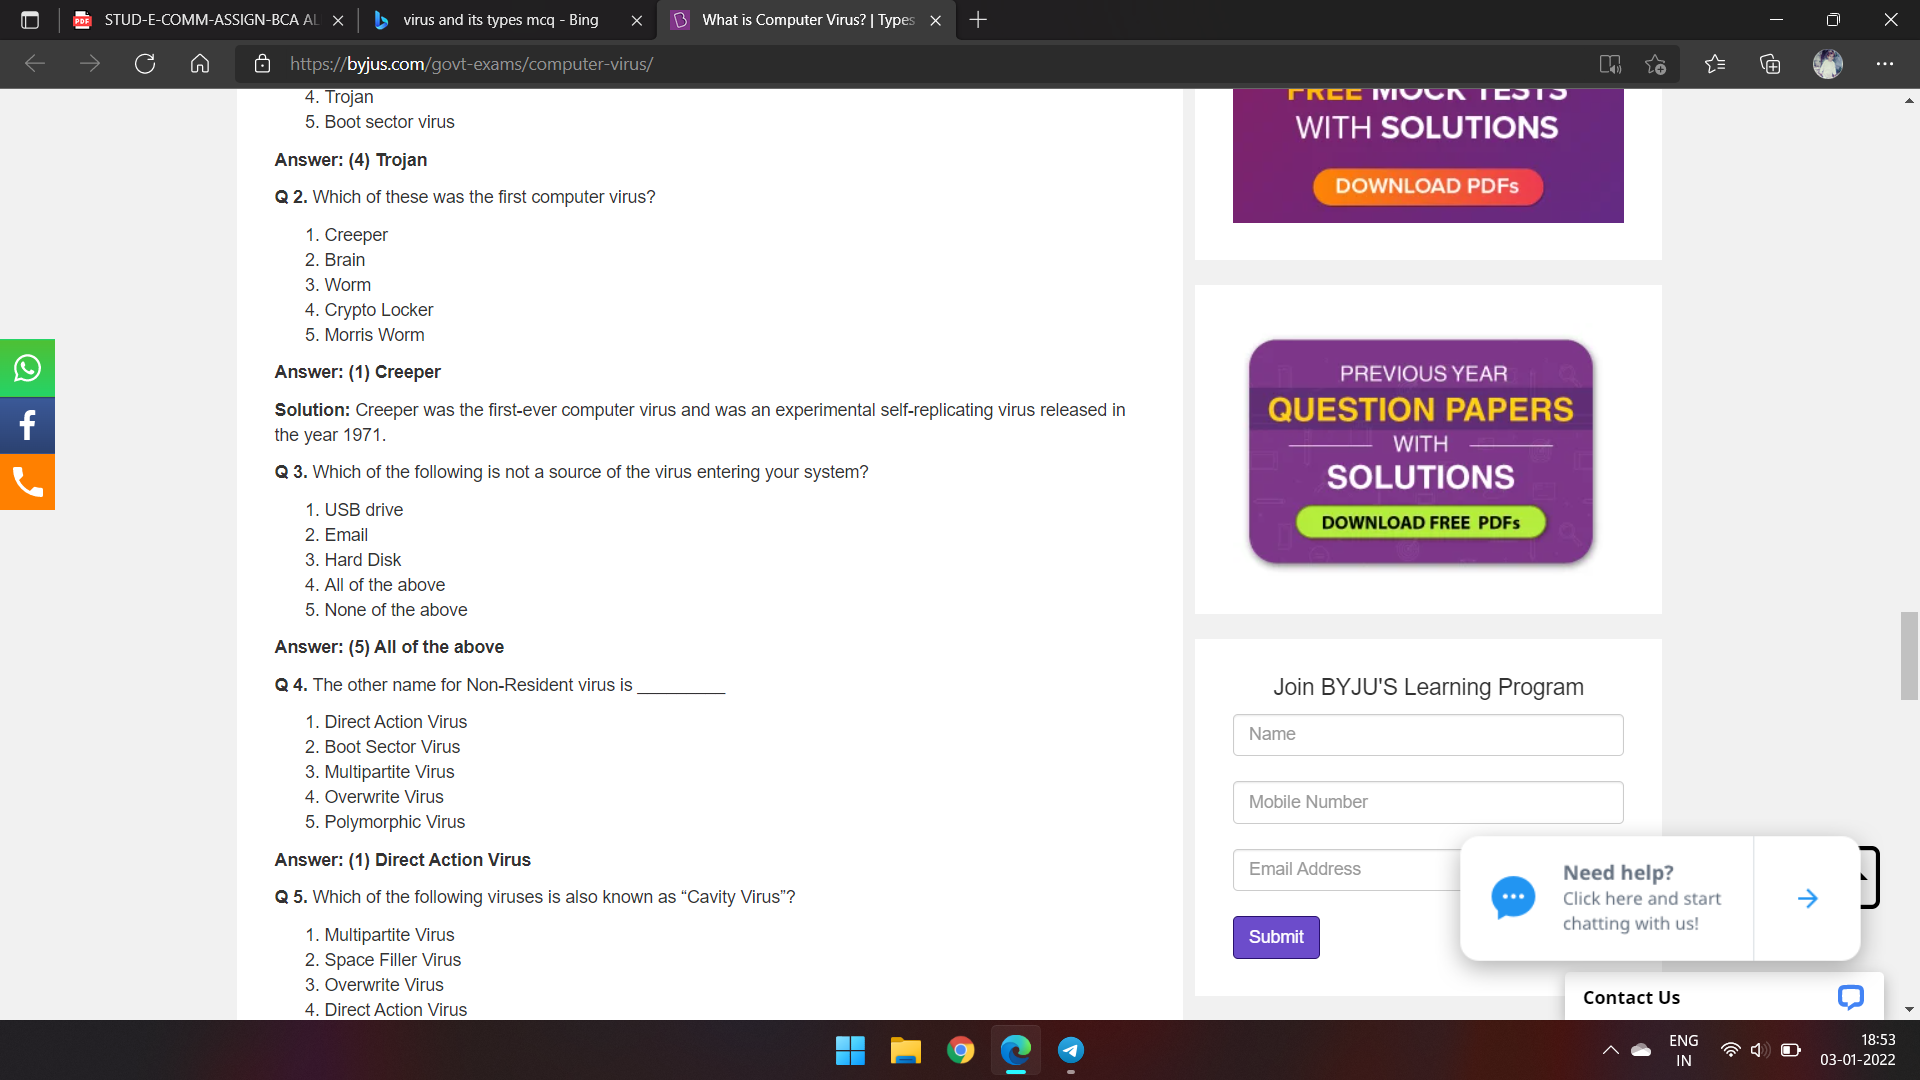 STUD-E-COMM-ASSIGN-BCA AL
virus and its types mcq - Bing
What is Computer Virus? | Types
https://byjus.com/govt-exams/computer-virus/
4. Trojan
5. Boot sector virus
Answer: (4) Trojan
Q 2. Which of these was the first computer virus?
1. Creeper
2. Brain
3. Worm
4. Crypto Locker
5. Morris Worm
Answer: (1) Creeper
Solution: Creeper was the first-ever computer virus and was an experimental self-replicating virus released in
the year 1971.
Q 3. Which of the following is not a source of the virus entering your system?
1. USB drive
2. Email
3. Hard Disk
4. All of the above
5. None of the above
Answer: (5) All of the above
Q 4. The other name for Non-Resident virus is _________
1. Direct Action Virus
2. Boot Sector Virus
3. Multipartite Virus
4. Overwrite Virus
5. Polymorphic Virus
Answer: (1) Direct Action Virus
Q 5. Which of the following viruses is also known as “Cavity Virus”?
1. Multipartite Virus
2. Space Filler Virus
3. Overwrite Virus
4. Direct Action Virus
FREE MOCK TESTS
WITH SOLUTIONS
DOWNLOAD PDFs
PREVIOUS YEAR
QUESTION PAPERS
WITH
SOLUTIONS
DOWNLOAD FREE PDFs
Join BYJU'S Learning Program
Name
Mobile Number
Email Address
Submit
Need help?
Click here and start
chatting with us!
Contact Us
ENG
IN
18:53
03-01-2022